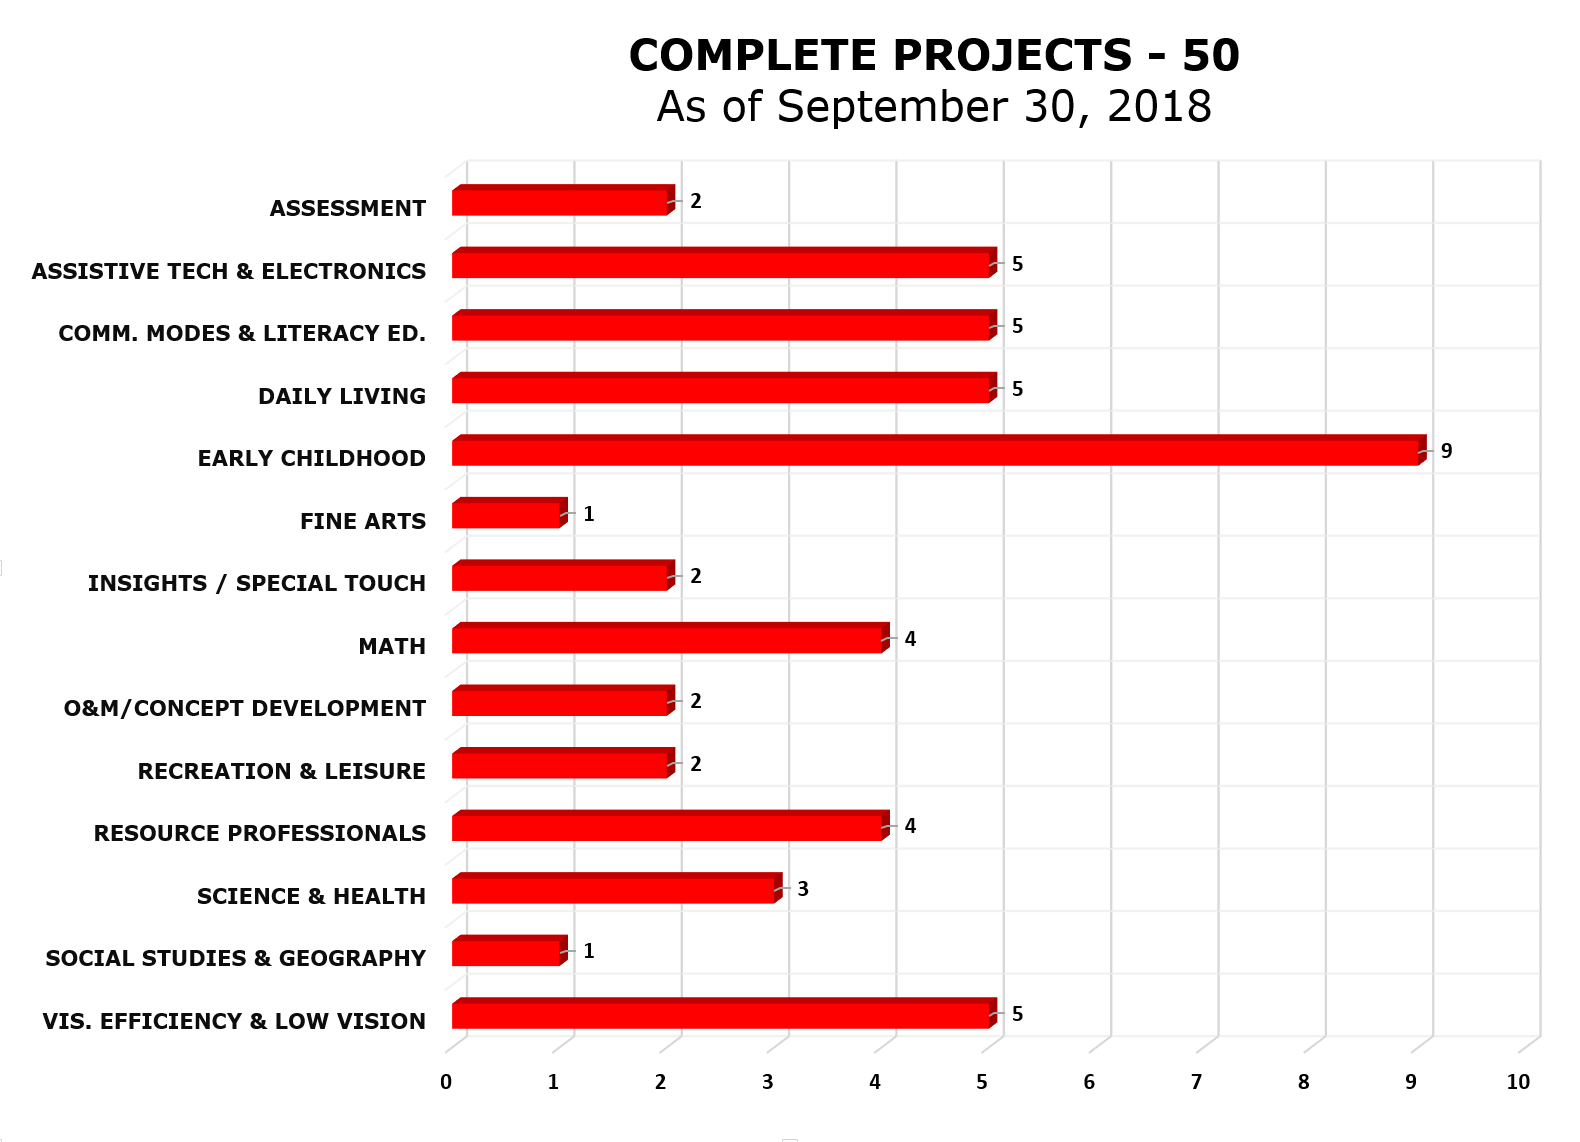 COMPLETE PROJECTS – 50
As of September 30, 2018
ASSESSMENT 2
ASSISTIVE TECH & ELECTRONICS 5
COMM. MODES & LITERACY ED. 5
DAILY LIVING 5
EARLY CHILDHOOD 9
FINE ARTS 1
INSIGHTS / SPECIAL TOUCH 2
MATH 4
O&M/CONCEPT DEVELOPMENT 2
RECREATION & LEISURE 2
RESOURCE PROFESSIONALS 4
SCIENCE & HEALTH 3
SOCIAL STUDIES & GEOGRAPHY 1
VIS. EFFICIENCY & LOW VISION 5
0 1 2 3 4 5 6 7 8 9 10